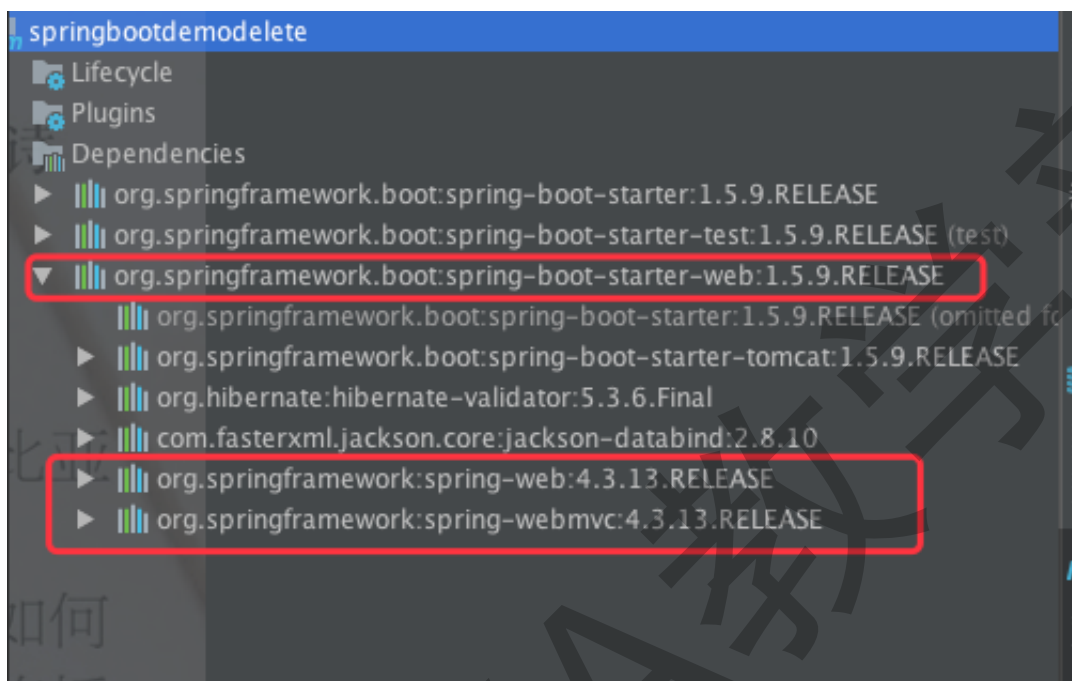 springbootdemodelete
Lifecycle
Plugins
Dependencies
org.springframework.boot:spring-boot-starter:1.5.9.RELEASE
org.springframework.boot:spring-boot-starter-test:1.5.9.RELEASE (test)
org.springframework.boot:spring-boot-starter-web:1.5.9.RELEASE
org.springframework.boot:spring-boot-starter:1.5.9.RELEASE (omitted
org.springframework.boot:spring-boot-starter-tomcat:1.5.9.RELEASE
org.hibernate:hibernate-validator:5.3.6.Final
com.fasterxml.jackson.core:jackson-databind:2.8.10
比亚
org.springframework:spring-web:4.3.13.RELEASE
org.springframework:spring-webmvc:4.3.13.RELEASE
如何
教学